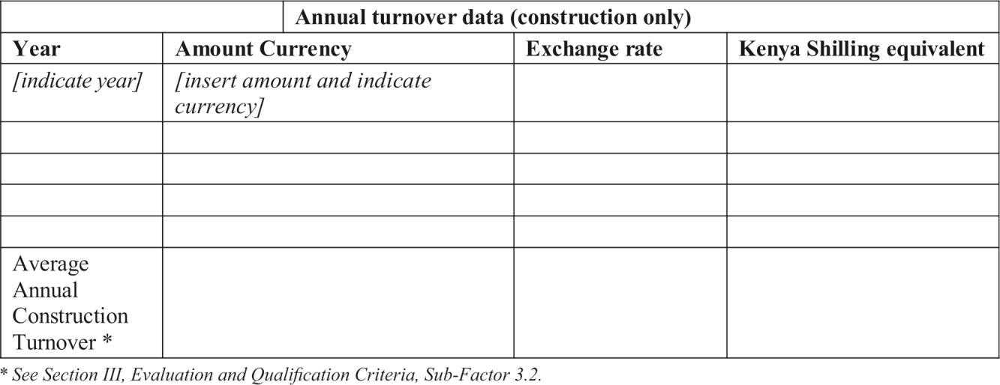 Annual turnover data (construction only)
Year Amount Currency Exchange rate Kenya Shilling equivalent
[indicate year] [insert amount and indicate
currency]
Average
Annual
Construction
Turnover *
* See Section III, Evaluation and Qualification Criteria, Sub-Factor 3.2.